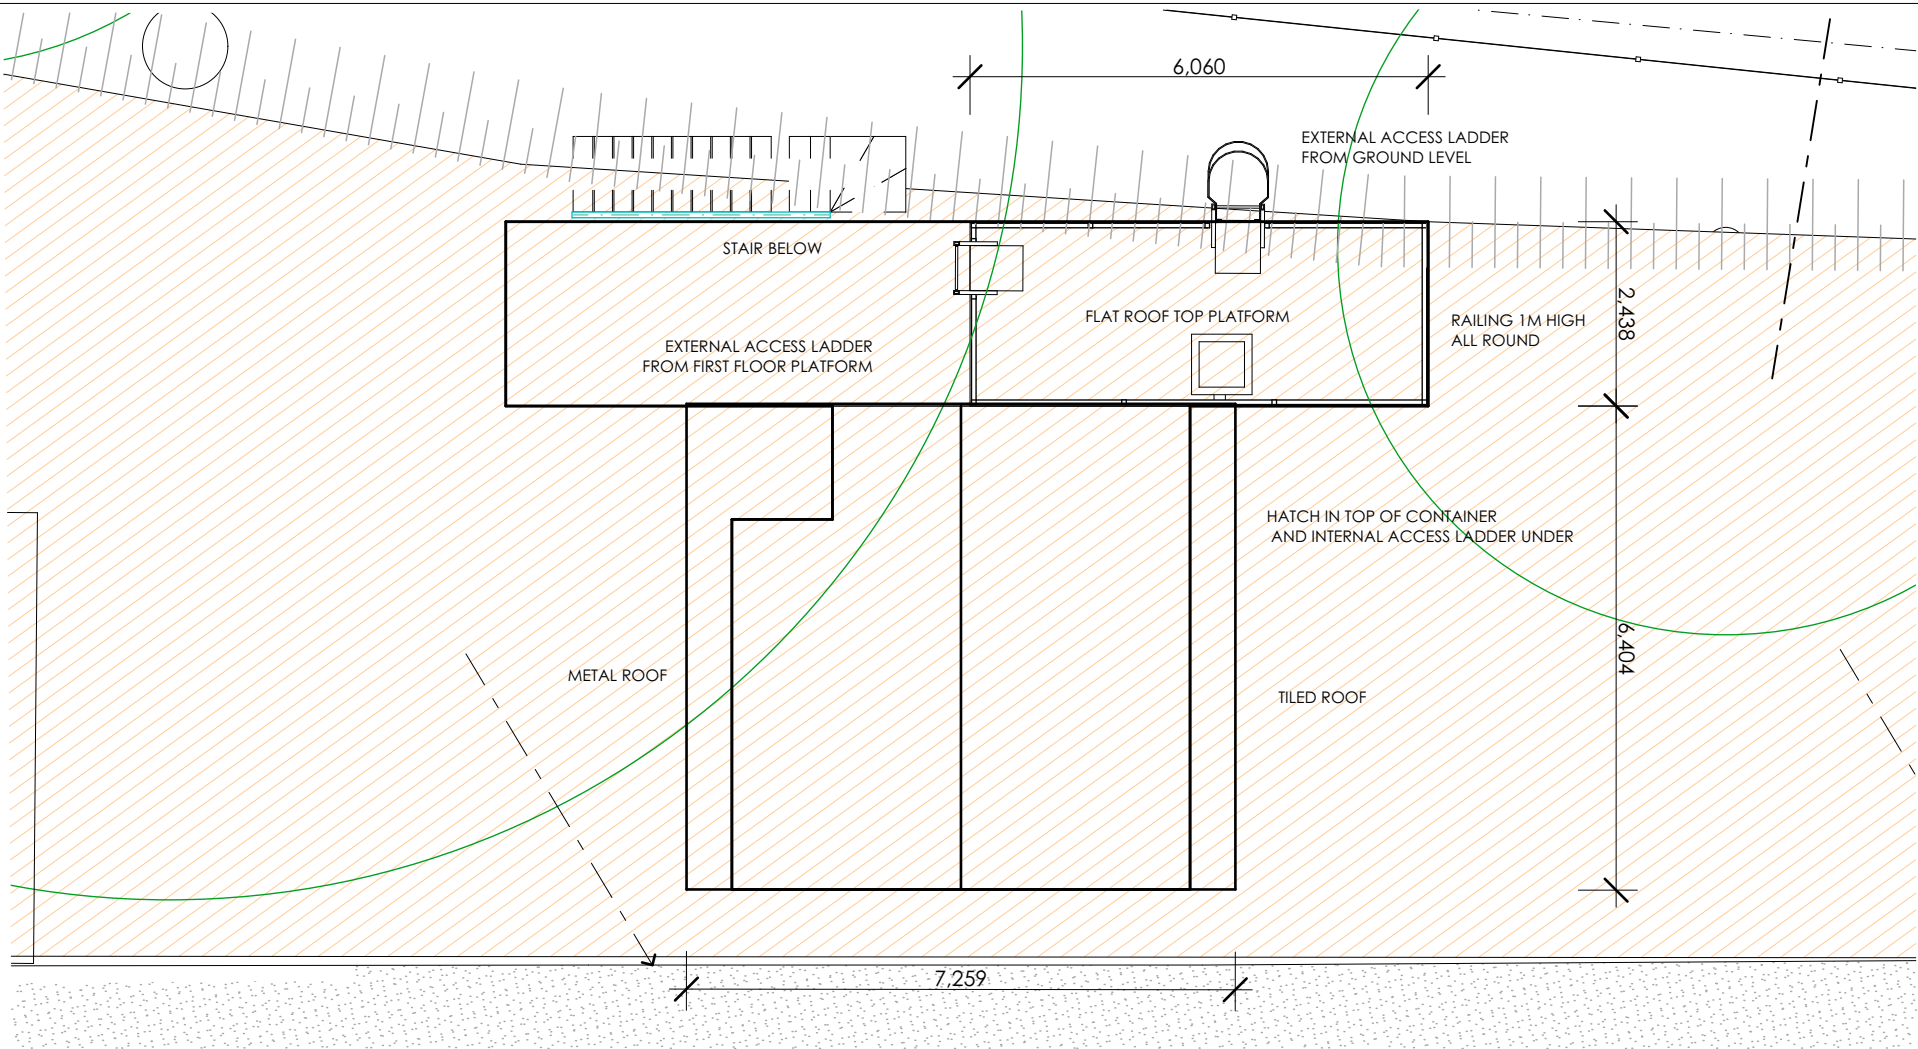 6,060
EXTERNAL ACCESS LADDER
FROM GROUND LEVEL
STAIR BELOW
FLAT ROOF TOP PLATFORM
2,438
RAILING 1M HIGH
ALL ROUND
EXTERNAL ACCESS LADDER
FROM FIRST FLOOR PLATFORM
HATCH IN TOP OF CONTAINER
AND INTERNAL ACCESS LADDER UNDER
6,404
METAL ROOF
TILED ROOF
7,259